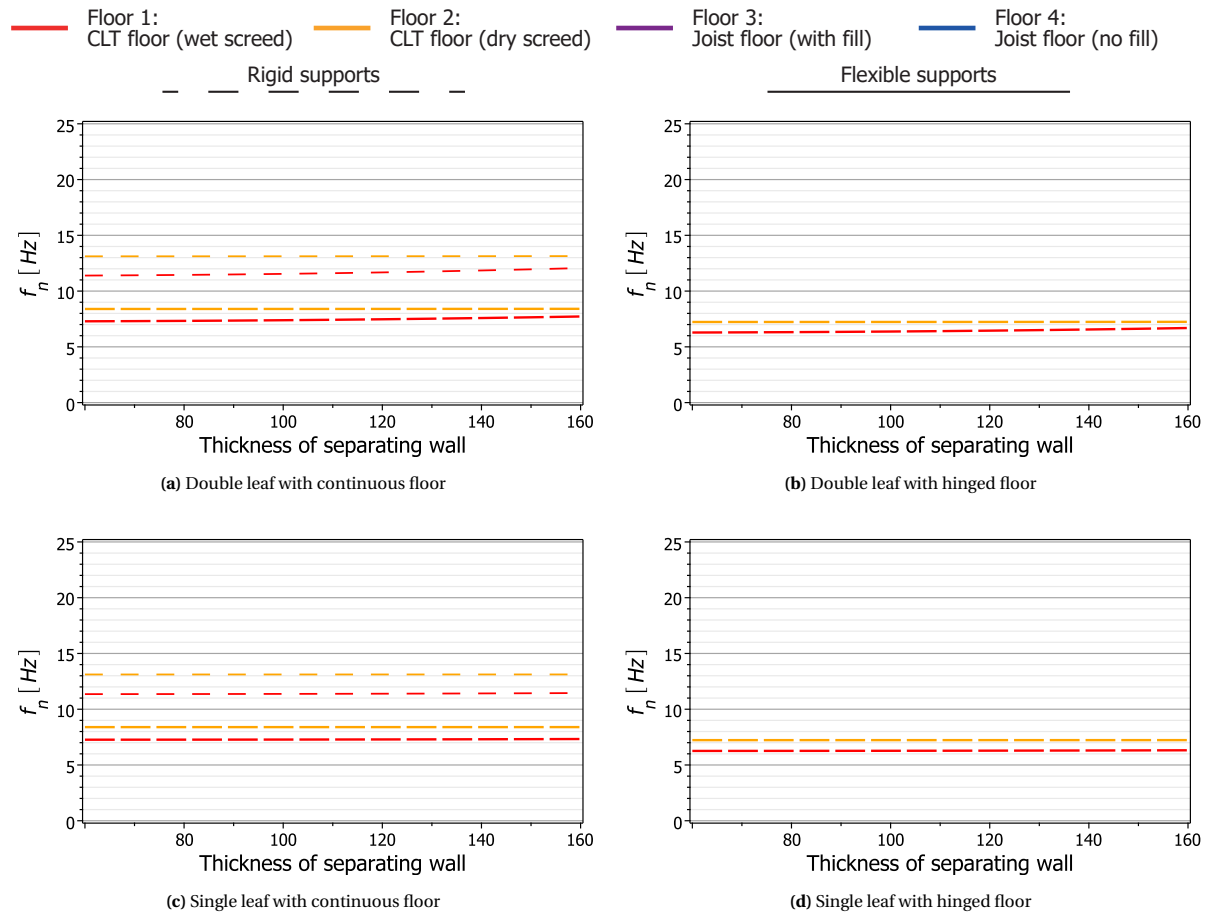 Floor 1:
CLT floor (wet screed)
Floor 2:
CLT floor (dry screed)
Floor 3:
Joist floor (with fill)
Floor 4:
Joist floor (no fill)
Rigid supports
Flexible supports
25
20
15
10
5
0
f_n [Hz]
80 100 120 140 160
Thickness of separating wall
(a) Double leaf with continuous floor
25
20
15
10
5
0
f_n [Hz]
80 100 120 140 160
Thickness of separating wall
(b) Double leaf with hinged floor
25
20
15
10
5
0
f_n [Hz]
80 100 120 140 160
Thickness of separating wall
(c) Single leaf with continuous floor
25
20
15
10
5
0
f_n [Hz]
80 100 120 140 160
Thickness of separating wall
(d) Single leaf with hinged floor